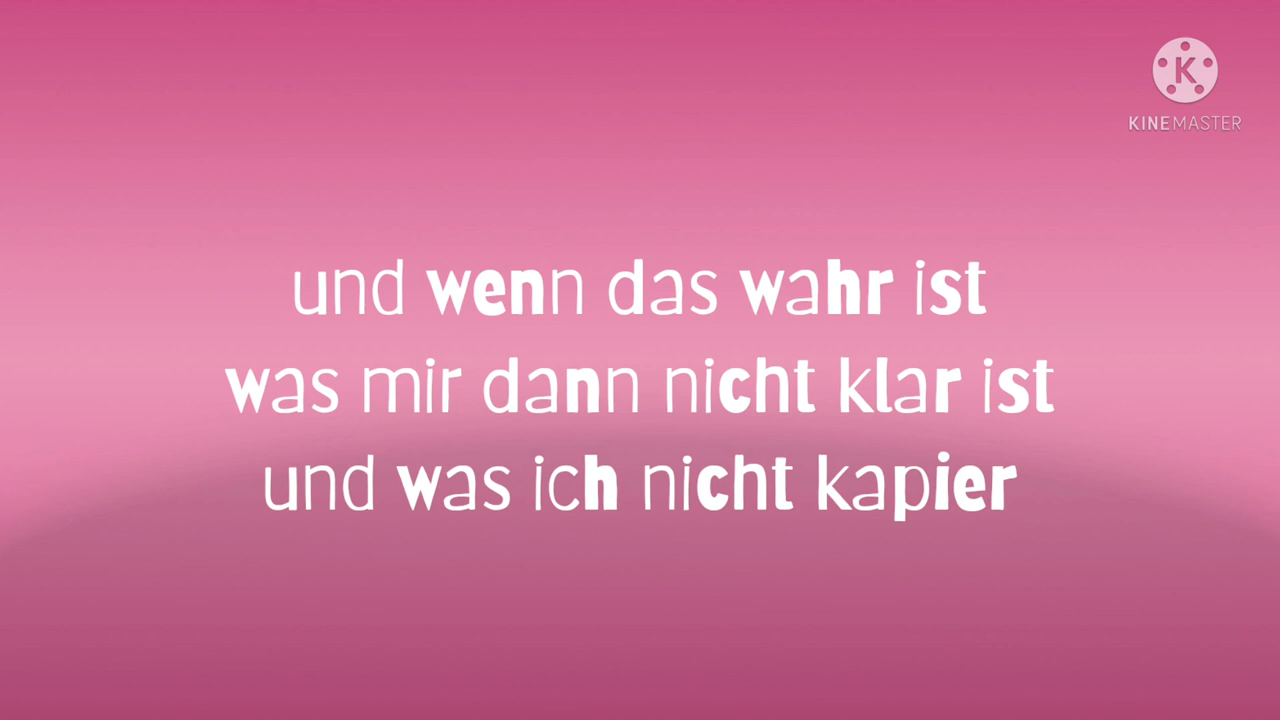 KINEMASTER
und wenn das wahr ist
was mir dann nicht klar ist
und was ich nicht kapier